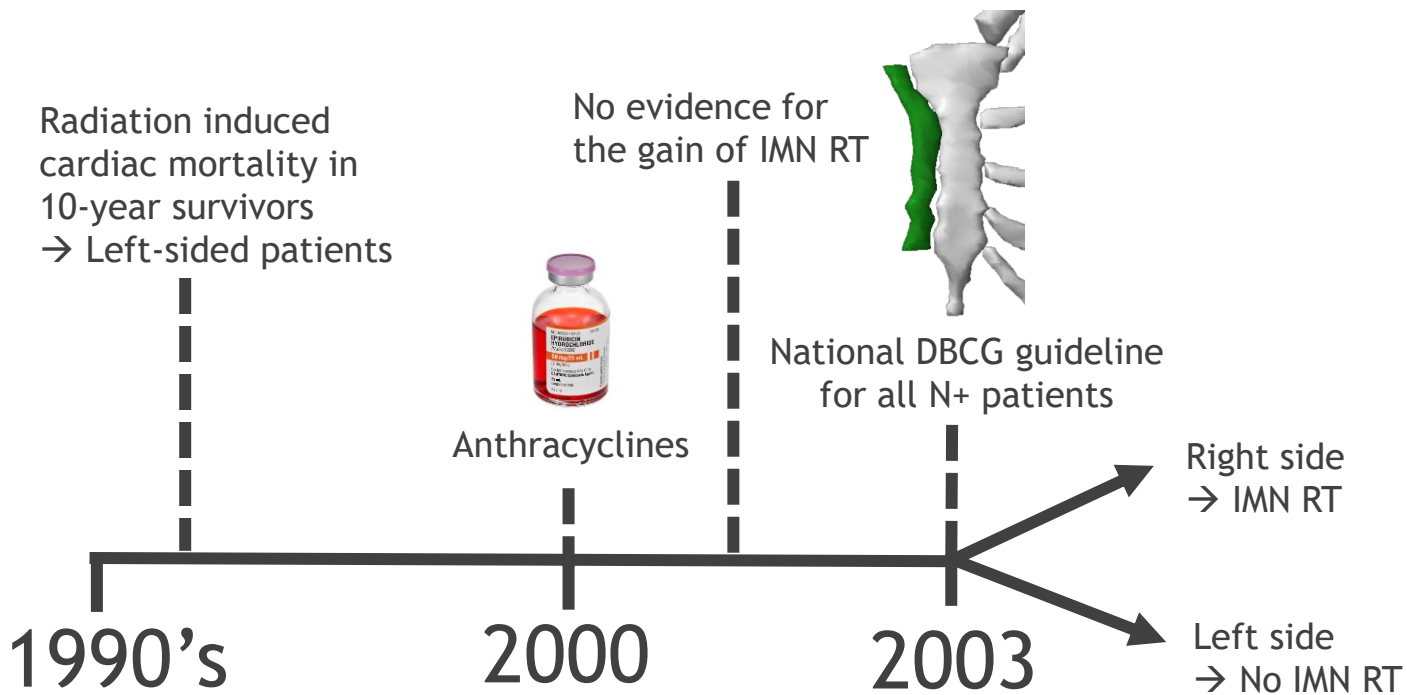 Radiation induced
cardiac mortality in
10-year survivors
→ Left-sided patients
No evidence for
the gain of IMN RT
EPIRUBICIN
HYDROCHLORIDE
Anthracyclines
National DBCG guideline
for all N+ patients
Right side
→ IMN RT
Left side
→ No IMN RT
1990’s
2000
2003